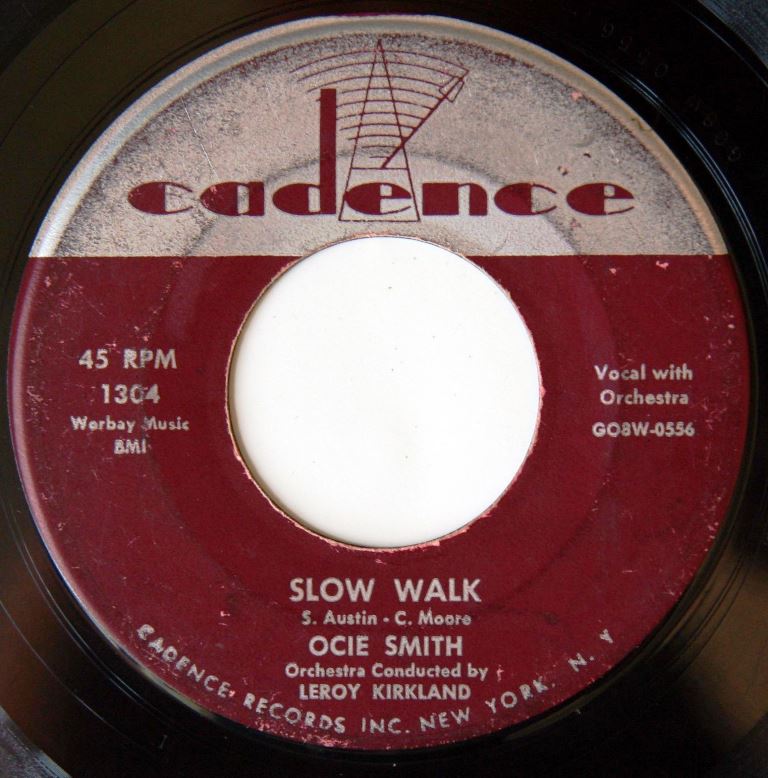 cadence
45 RPM
1304
Werbay Music
BMI
Vocal with
Orchestra
GO8W-0556
SLOW WALK
S. Austin - C. Moore
OCIE SMITH
Orchestra Conducted by
LEROY KIRKLAND
CADENCE RECORDS INC. NEW YORK. N. Y